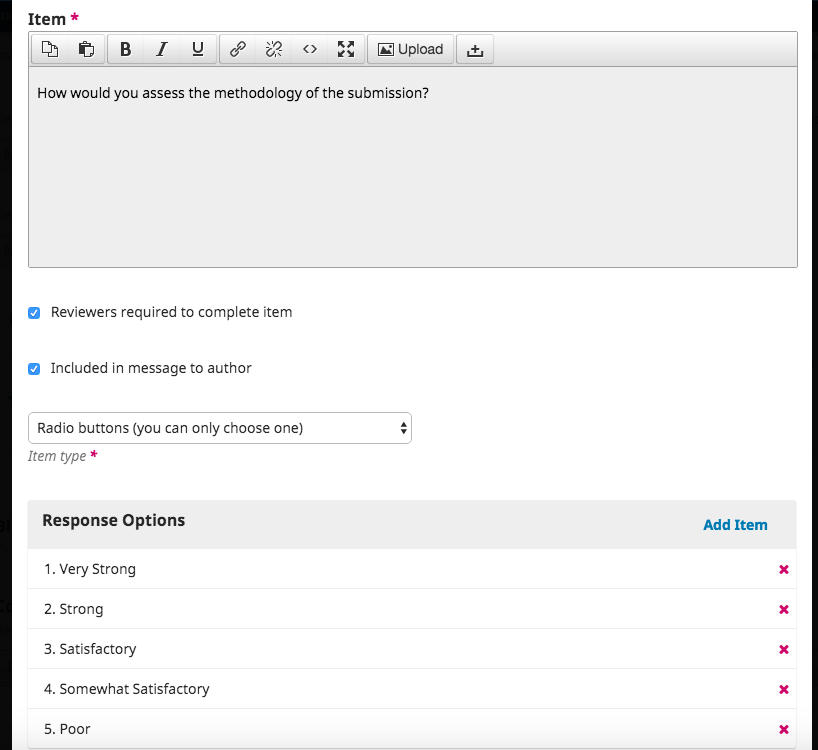 Item *
B I U <> Upload
How would you assess the methodology of the submission?
Reviewers required to complete item
Included in message to author
Radio buttons (you can only choose one)
Item type *
Response Options
Add Item
1. Very Strong
2. Strong
3. Satisfactory
4. Somewhat Satisfactory
5. Poor